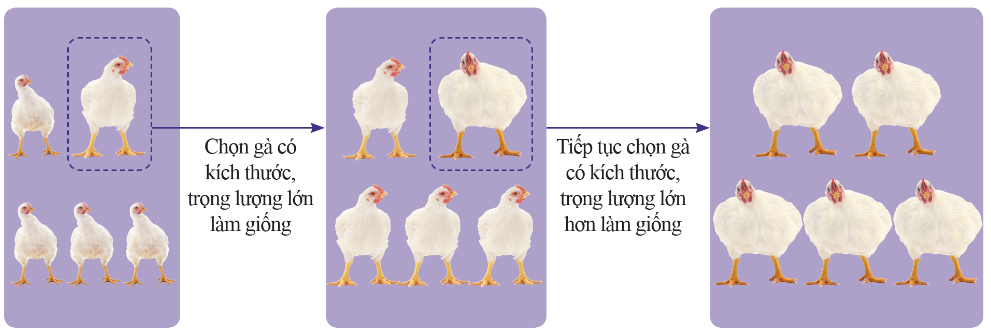 Chọn gà có
kích thước,
trọng lượng lớn
làm giống
Tiếp tục chọn gà
có kích thước,
trọng lượng lớn
hơn làm giống